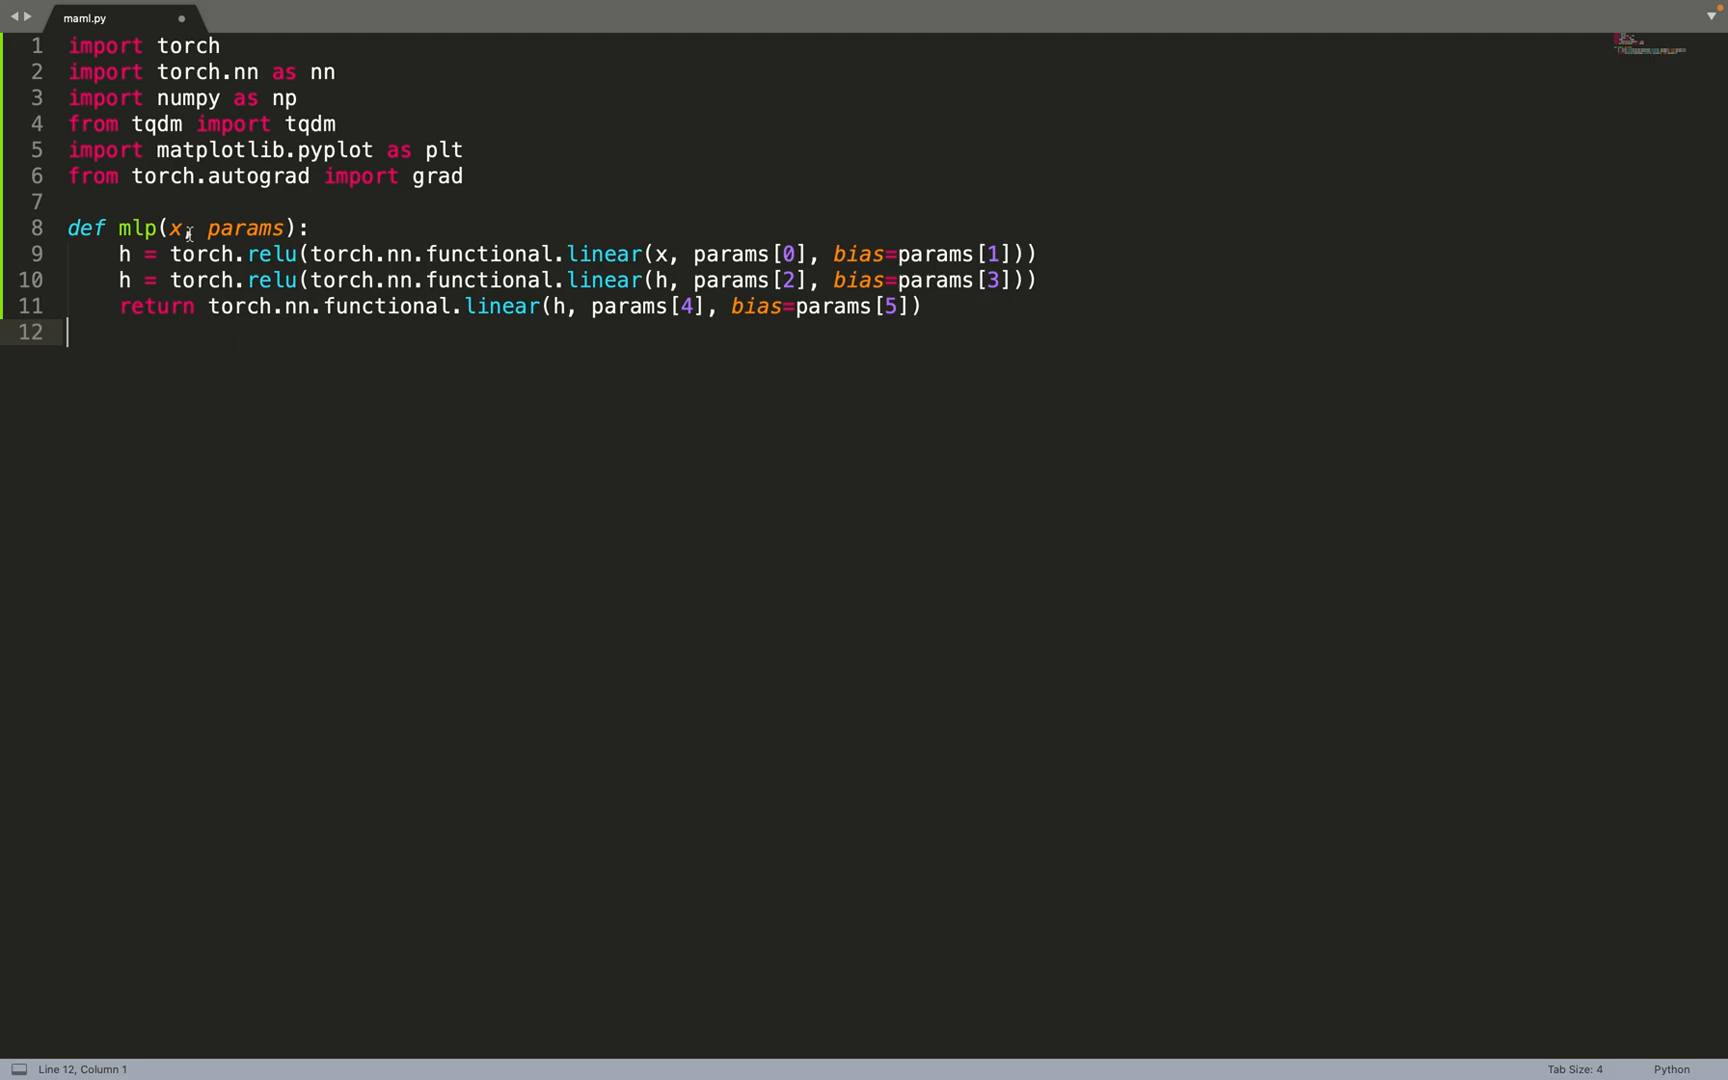 maml.py
1 import torch
2 import torch.nn as nn
3 import numpy as np
4 from tqdm import tqdm
5 import matplotlib.pyplot as plt
6 from torch.autograd import grad
7
8 def mlp(x, params):
9     h = torch.relu(torch.nn.functional.linear(x, params[0], bias=params[1]))
10     h = torch.relu(torch.nn.functional.linear(h, params[2], bias=params[3]))
11     return torch.nn.functional.linear(h, params[4], bias=params[5])
12
Line 12, Column 1
Tab Size: 4
Python